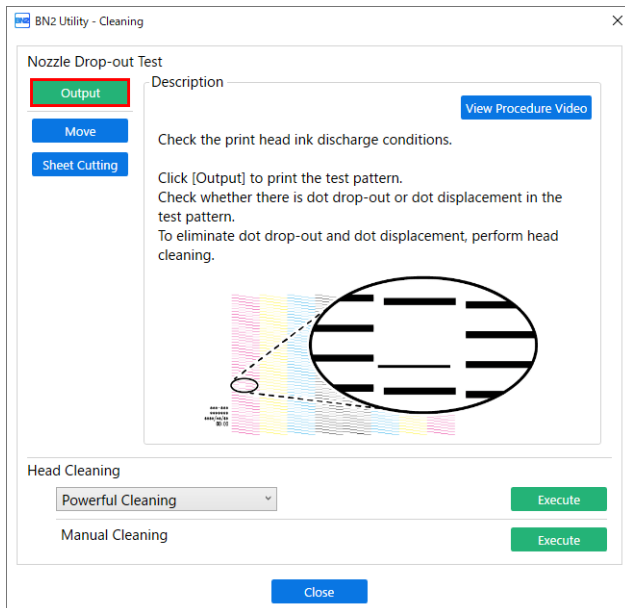 BN2 BN2 Utility - Cleaning
Nozzle Drop-out Test
Output
Move
Sheet Cutting
Description
View Procedure Video
Check the print head ink discharge conditions.
Click [Output] to print the test pattern.
Check whether there is dot drop-out or dot displacement in the
test pattern.
To eliminate dot drop-out and dot displacement, perform head
cleaning.
Head Cleaning
Powerful Cleaning
Execute
Manual Cleaning
Execute
Close